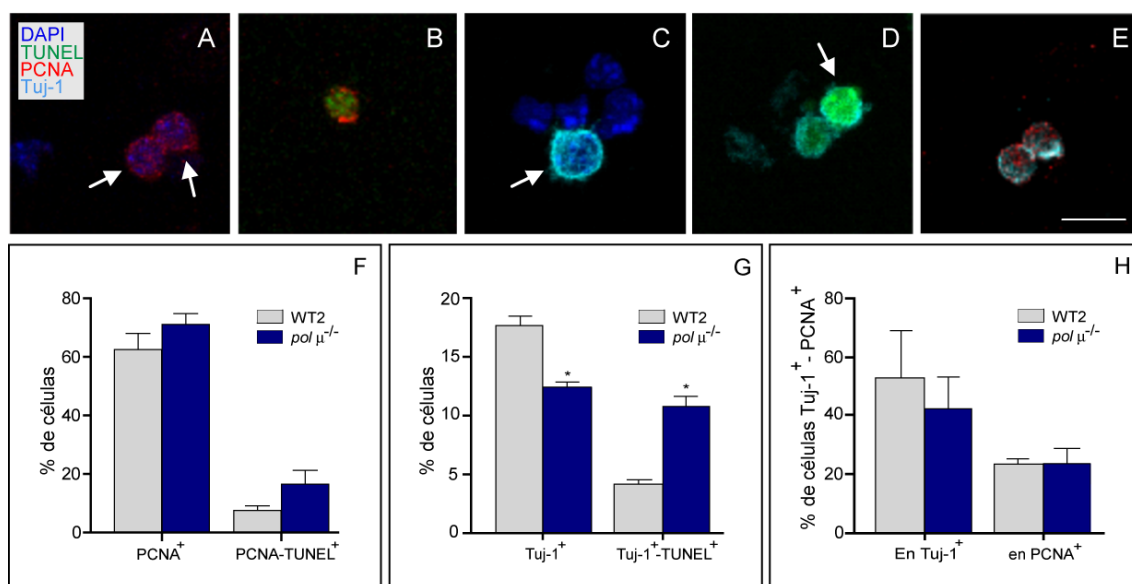 DAPI
TUNEL
PCNA
Tuj-1
A
B
C
D
E
F
% de células
80
60
40
20
0
WT2
pol μ-/-
PCNA+
PCNA-TUNEL+
G
% de células
20
15
10
5
0
WT2
pol μ-/-
*
*
Tuj-1+
Tuj-1+-TUNEL+
H
% de células Tuj-1+ - PCNA+
80
60
40
20
0
WT2
pol μ-/-
En Tuj-1+
en PCNA+